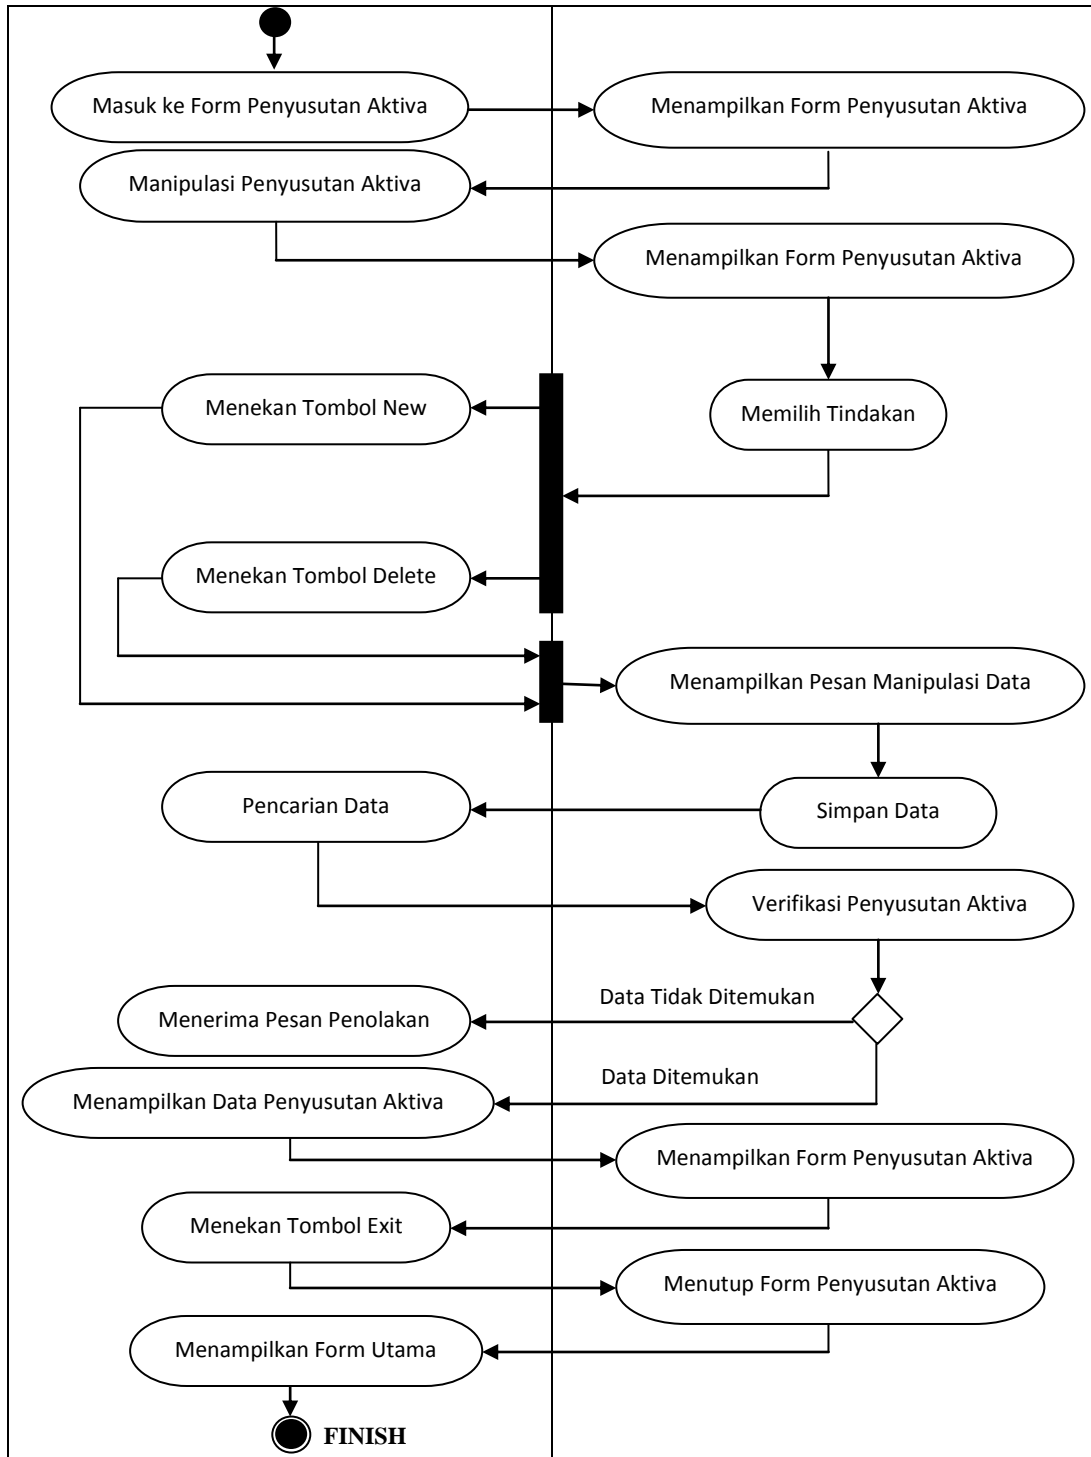 Masuk ke Form Penyusutan Aktiva
Menampilkan Form Penyusutan Aktiva
Manipulasi Penyusutan Aktiva
Menampilkan Form Penyusutan Aktiva
Menekan Tombol New
Memilih Tindakan
Menekan Tombol Delete
Menampilkan Pesan Manipulasi Data
Pencarian Data
Simpan Data
Verifikasi Penyusutan Aktiva
Data Tidak Ditemukan
Menerima Pesan Penolakan
Data Ditemukan
Menampilkan Data Penyusutan Aktiva
Menampilkan Form Penyusutan Aktiva
Menekan Tombol Exit
Menutup Form Penyusutan Aktiva
Menampilkan Form Utama
FINISH